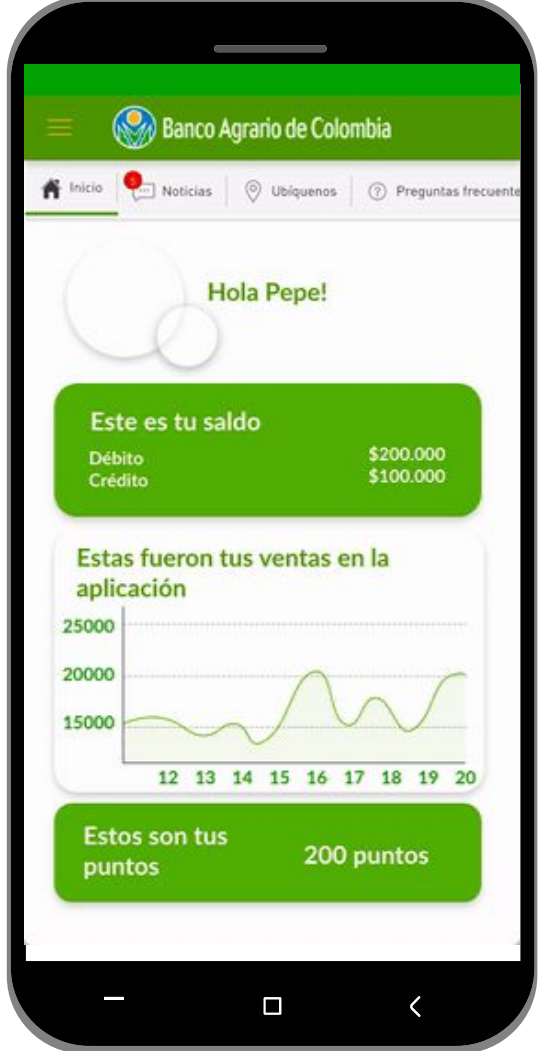 Banco Agrario de Colombia
Inicio
5
Noticias
Ubíquenos
Preguntas frecuente
Hola Pepe!
Este es tu saldo
Débito $200.000
Crédito $100.000
Estas fueron tus ventas en la
aplicación
25000
20000
15000
12 13 14 15 16 17 18 19 20
Estos son tus
puntos
200 puntos